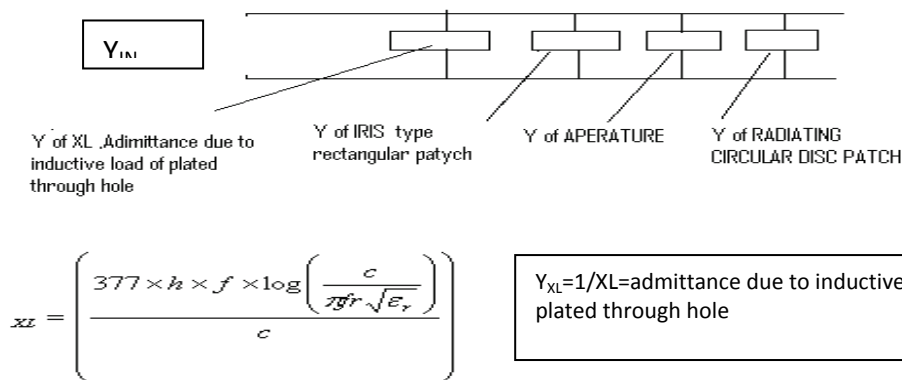 Y_IN
Y of XL .Adimittance due to
inductive load of plated
through hole
Y of IRIS type
rectangular patych
Y of APERATURE
Y of RADIATING
CIRCULAR DISC PATCH
XL = ( 377 × h × f × log ( c / πfr √ε_r ) / c )
Y_XL=1/XL=admittance due to inductive
plated through hole